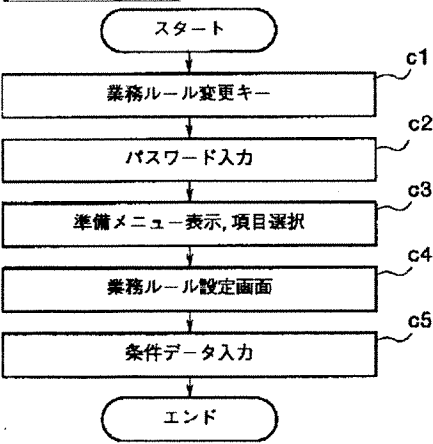 スタート
c1
業務ルール変更キー
c2
パスワード入力
c3
準備メニュー表示,項目選択
c4
業務ルール設定画面
c5
条件データ入力
エンド